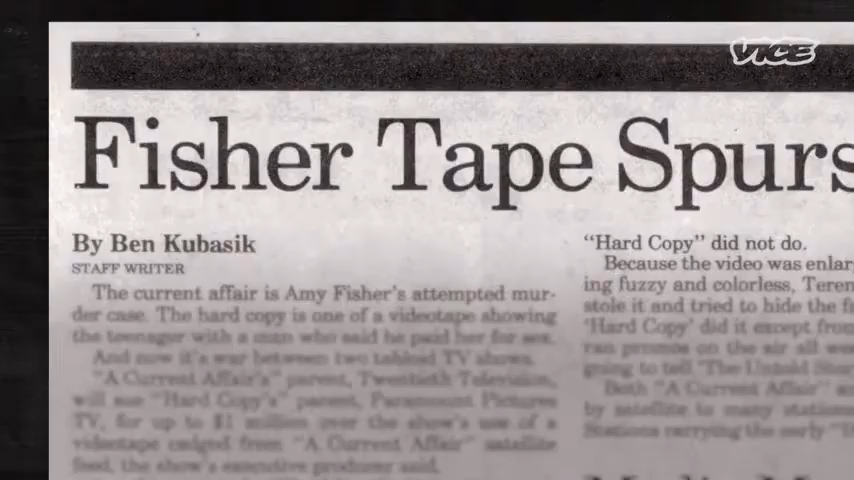 VICE
Fisher Tape Spurs
By Ben Kubasik
STAFF WRITER
The current affair is Amy Fisher's attempted mur-
der case. The hard copy is one of a videotape showing
the teenager with a man who said he paid her for sex.
And now it's war between two tabloid TV shows.
"A Current Affair's" parent, Twentieth Television,
will sue "Hard Copy's" parent, Paramount Pictures
TV, for up to $1 million over the show's use of a
videotape cadged from "A Current Affair" satellite
feed, the show's executive producer said.
"Hard Copy" did not do.
Because the video was enlar
ing fuzzy and colorless, Teren
stole it and tried to hide the f
'Hard Copy' did it except from
ran promos on the air all
going to tell 'The Untold
Both "A Current Affair"
by satellite to many stations
Stations carrying the early